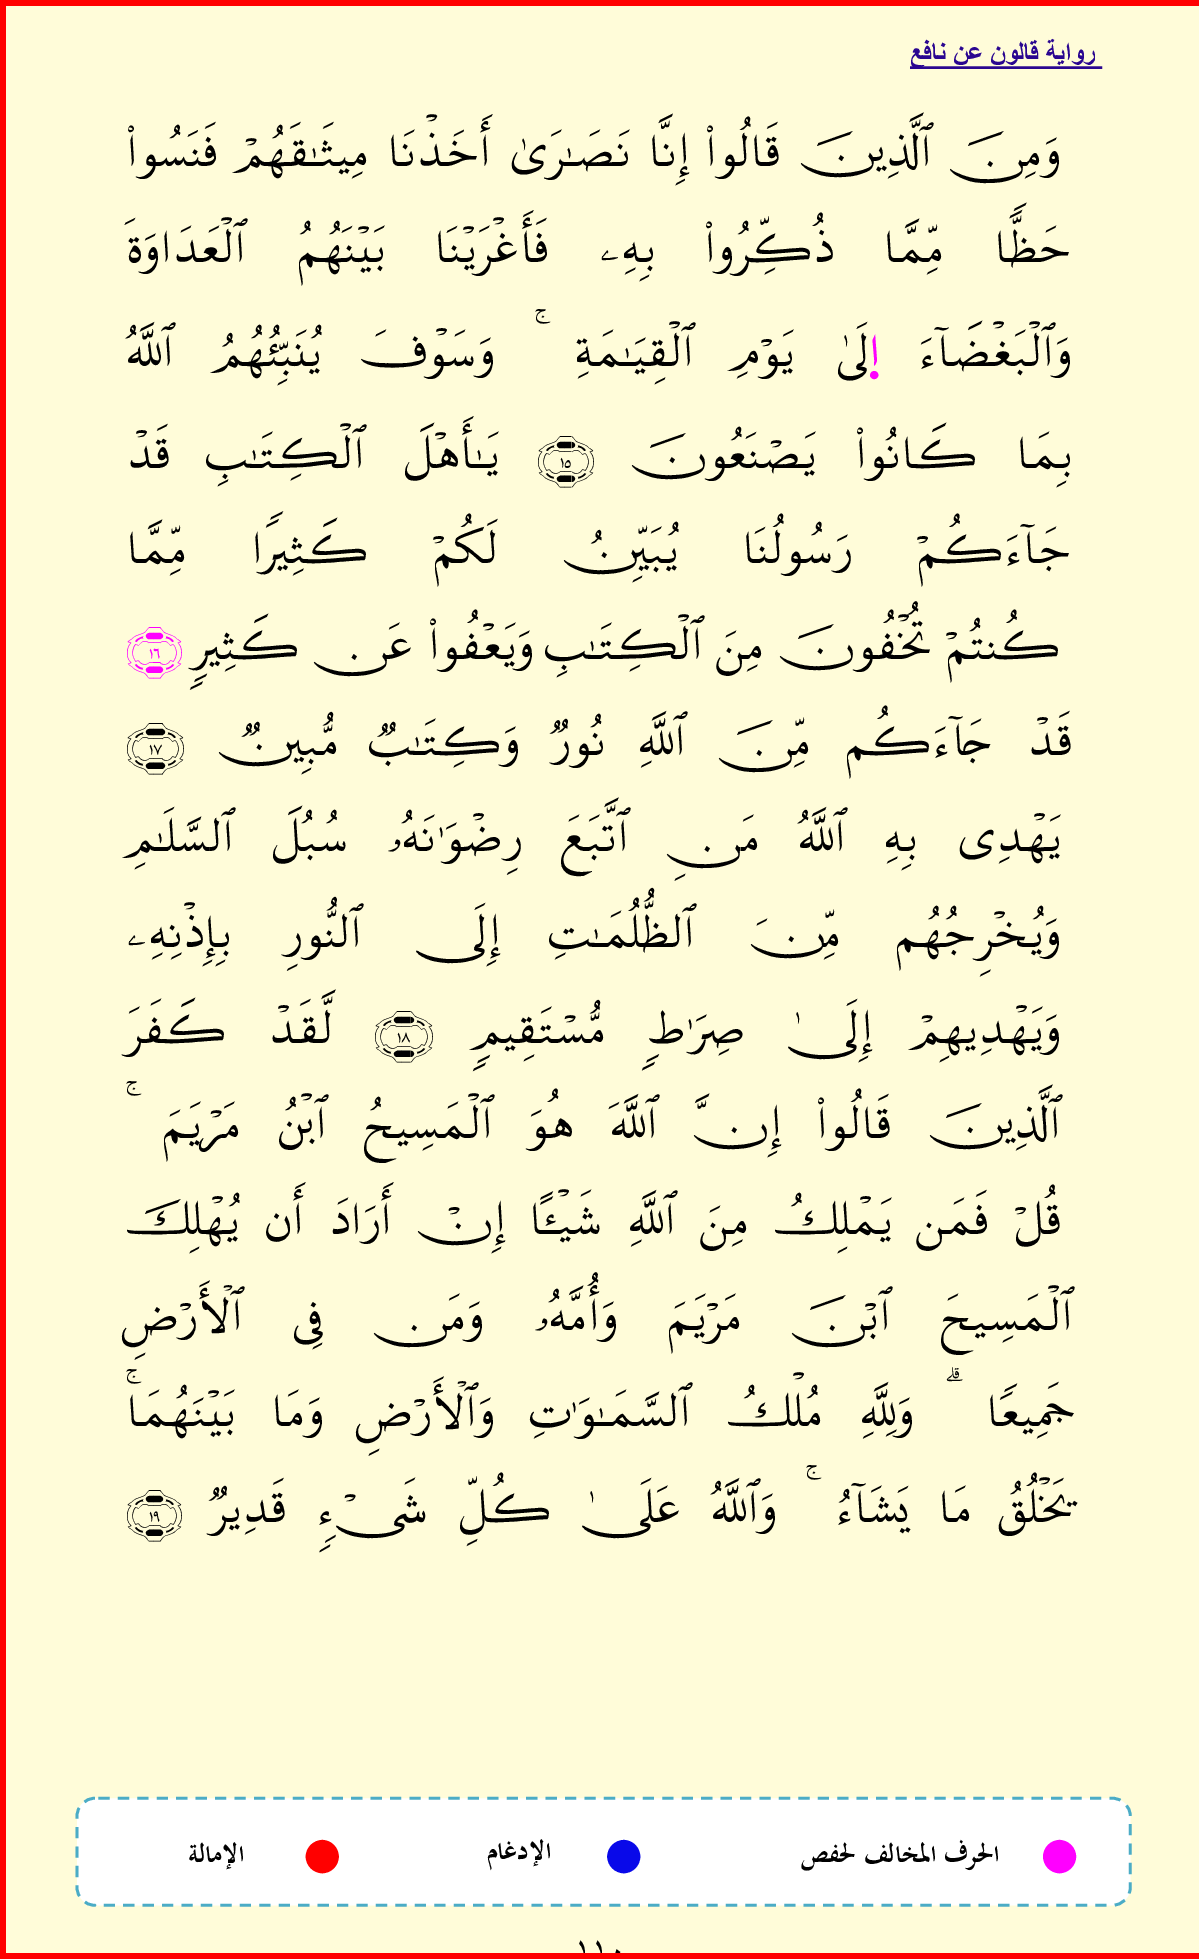 رواية قالون عن نافع
وَمِنَ ٱلَّذِينَ قَالُواْ إِنَّا نَصَٰرَىٰ أَخَذْنَا مِيثَٰقَهُمْ فَنَسُواْ
حَظًّا مِّمَّا ذُكِّرُواْ بِهِۦ فَأَغْرَيْنَا بَيْنَهُمُ ٱلْعَدَاوَةَ
وَٱلْبَغْضَآءَ إِلَىٰ يَوْمِ ٱلْقِيَٰمَةِ ۚ وَسَوْفَ يُنَبِّئُهُمُ ٱللَّهُ
بِمَا كَانُواْ يَصْنَعُونَ ١٥ يَٰأَهْلَ ٱلْكِتَٰبِ قَدْ
جَآءَكُمْ رَسُولُنَا يُبَيِّنُ لَكُمْ كَثِيرًا مِّمَّا
كُنتُمْ تُخْفُونَ مِنَ ٱلْكِتَٰبِ وَيَعْفُواْ عَن كَثِيرٍ ١٦
قَدْ جَآءَكُم مِّنَ ٱللَّهِ نُورٌ وَكِتَٰبٌ مُّبِينٌ ١٧
يَهْدِى بِهِ ٱللَّهُ مَنِ ٱتَّبَعَ رِضْوَٰنَهُۥ سُبُلَ ٱلسَّلَٰمِ
وَيُخْرِجُهُم مِّنَ ٱلظُّلُمَٰتِ إِلَى ٱلنُّورِ بِإِذْنِهِۦ
وَيَهْدِيهِمْ إِلَىٰ صِرَٰطٍ مُّسْتَقِيمٍ ١٨ لَّقَدْ كَفَرَ
ٱلَّذِينَ قَالُواْ إِنَّ ٱللَّهَ هُوَ ٱلْمَسِيحُ ٱبْنُ مَرْيَمَ ۚ
قُلْ فَمَن يَمْلِكُ مِنَ ٱللَّهِ شَيْـًٔا إِنْ أَرَادَ أَن يُهْلِكَ
ٱلْمَسِيحَ ٱبْنَ مَرْيَمَ وَأُمَّهُۥ وَمَن فِى ٱلْأَرْضِ
جَمِيعًا ۗ وَلِلَّهِ مُلْكُ ٱلسَّمَٰوَٰتِ وَٱلْأَرْضِ وَمَا بَيْنَهُمَا ۚ
يَخْلُقُ مَا يَشَآءُ ۚ وَٱللَّهُ عَلَىٰ كُلِّ شَىْءٍ قَدِيرٌ ١٩
الحرف المخالف لحفص الإدغام الإمالة
١١٠